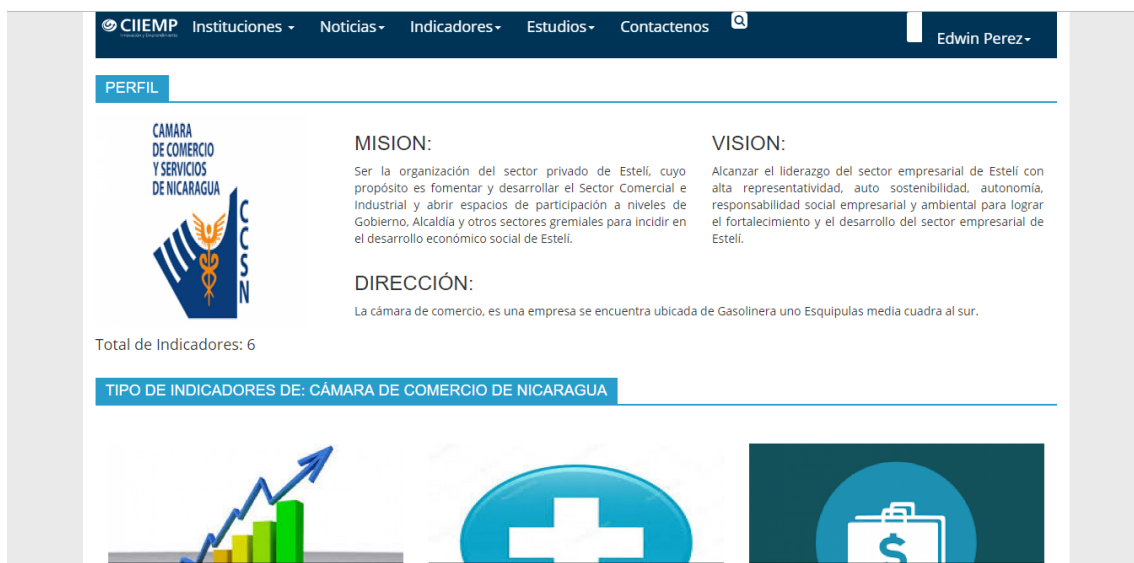 CIIEMP
Instituciones
Noticias
Indicadores
Estudios
Contactenos
Edwin Perez
PERFIL
CAMARA
DE COMERCIO
Y SERVICIOS
DE NICARAGUA
CCSN
MISION:
Ser la organización del sector privado de Estelí, cuyo
propósito es fomentar y desarrollar el Sector Comercial e
Industrial y abrir espacios de participación a niveles de
Gobierno, Alcaldía y otros sectores gremiales para incidir en
el desarrollo económico social de Estelí.
VISION:
Alcanzar el liderazgo del sector empresarial de Estelí con
alta representatividad, auto sostenibilidad, autonomía,
responsabilidad social empresarial y ambiental para lograr
el fortalecimiento y el desarrollo del sector empresarial de
Estelí.
DIRECCIÓN:
La cámara de comercio, es una empresa se encuentra ubicada de Gasolinera uno Esquipulas media cuadra al sur.
Total de Indicadores: 6
TIPO DE INDICADORES DE: CÁMARA DE COMERCIO DE NICARAGUA
$